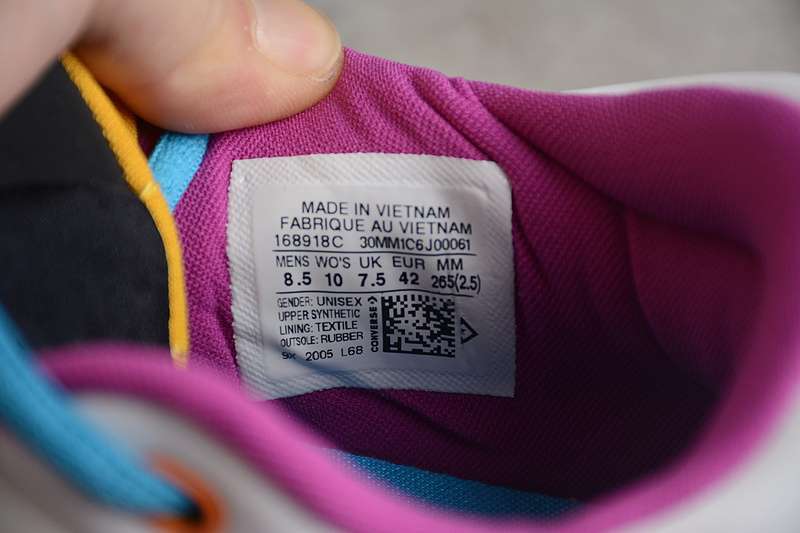 MADE IN VIETNAM
FABRIQUE AU VIETNAM
168918C 30MM1C6J00061
MENS WO'S UK EUR MM
8.5 10 7.5 42 265(2.5)
GENDER: UNISEX
UPPER SYNTHETIC
LINING: TEXTILE
OUTSOLE: RUBBER
9X 2005 L68
CONVERSE